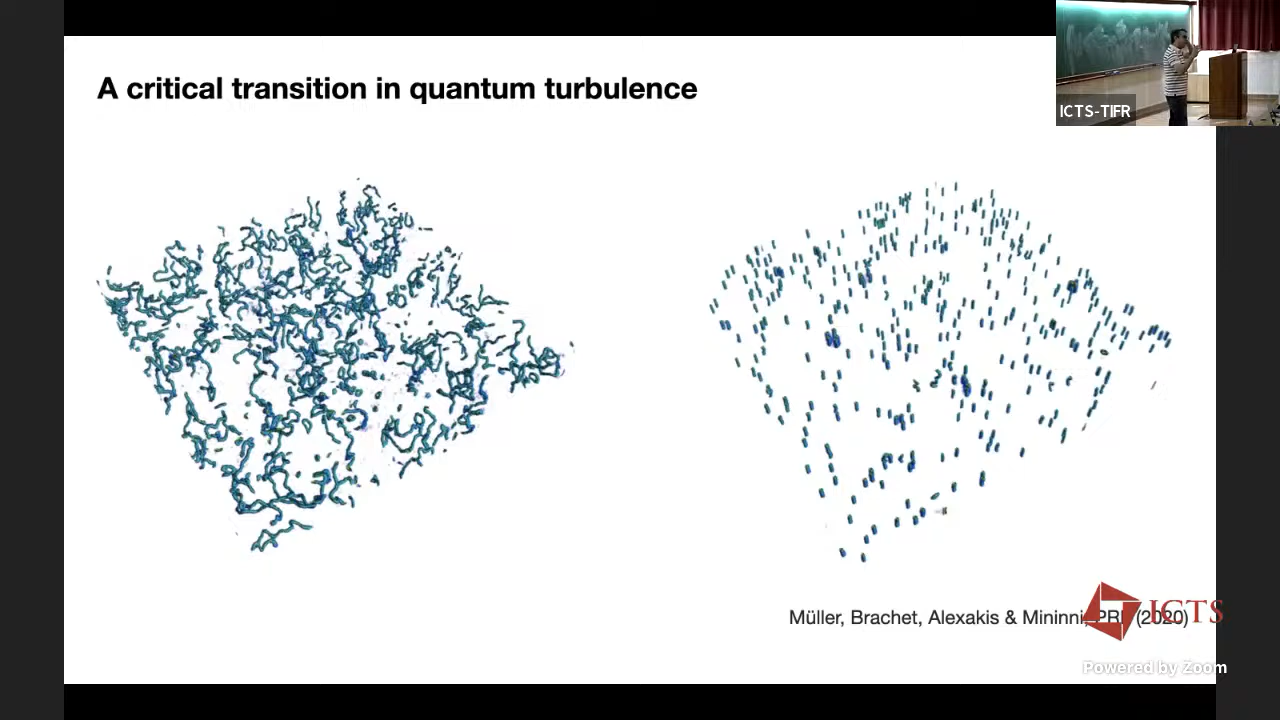 A critical transition in quantum turbulence
ICTS-TIFR
Müller, Brachet, Alexakis & Mininni, PRL (2020)
ICTS
Powered by Zoom